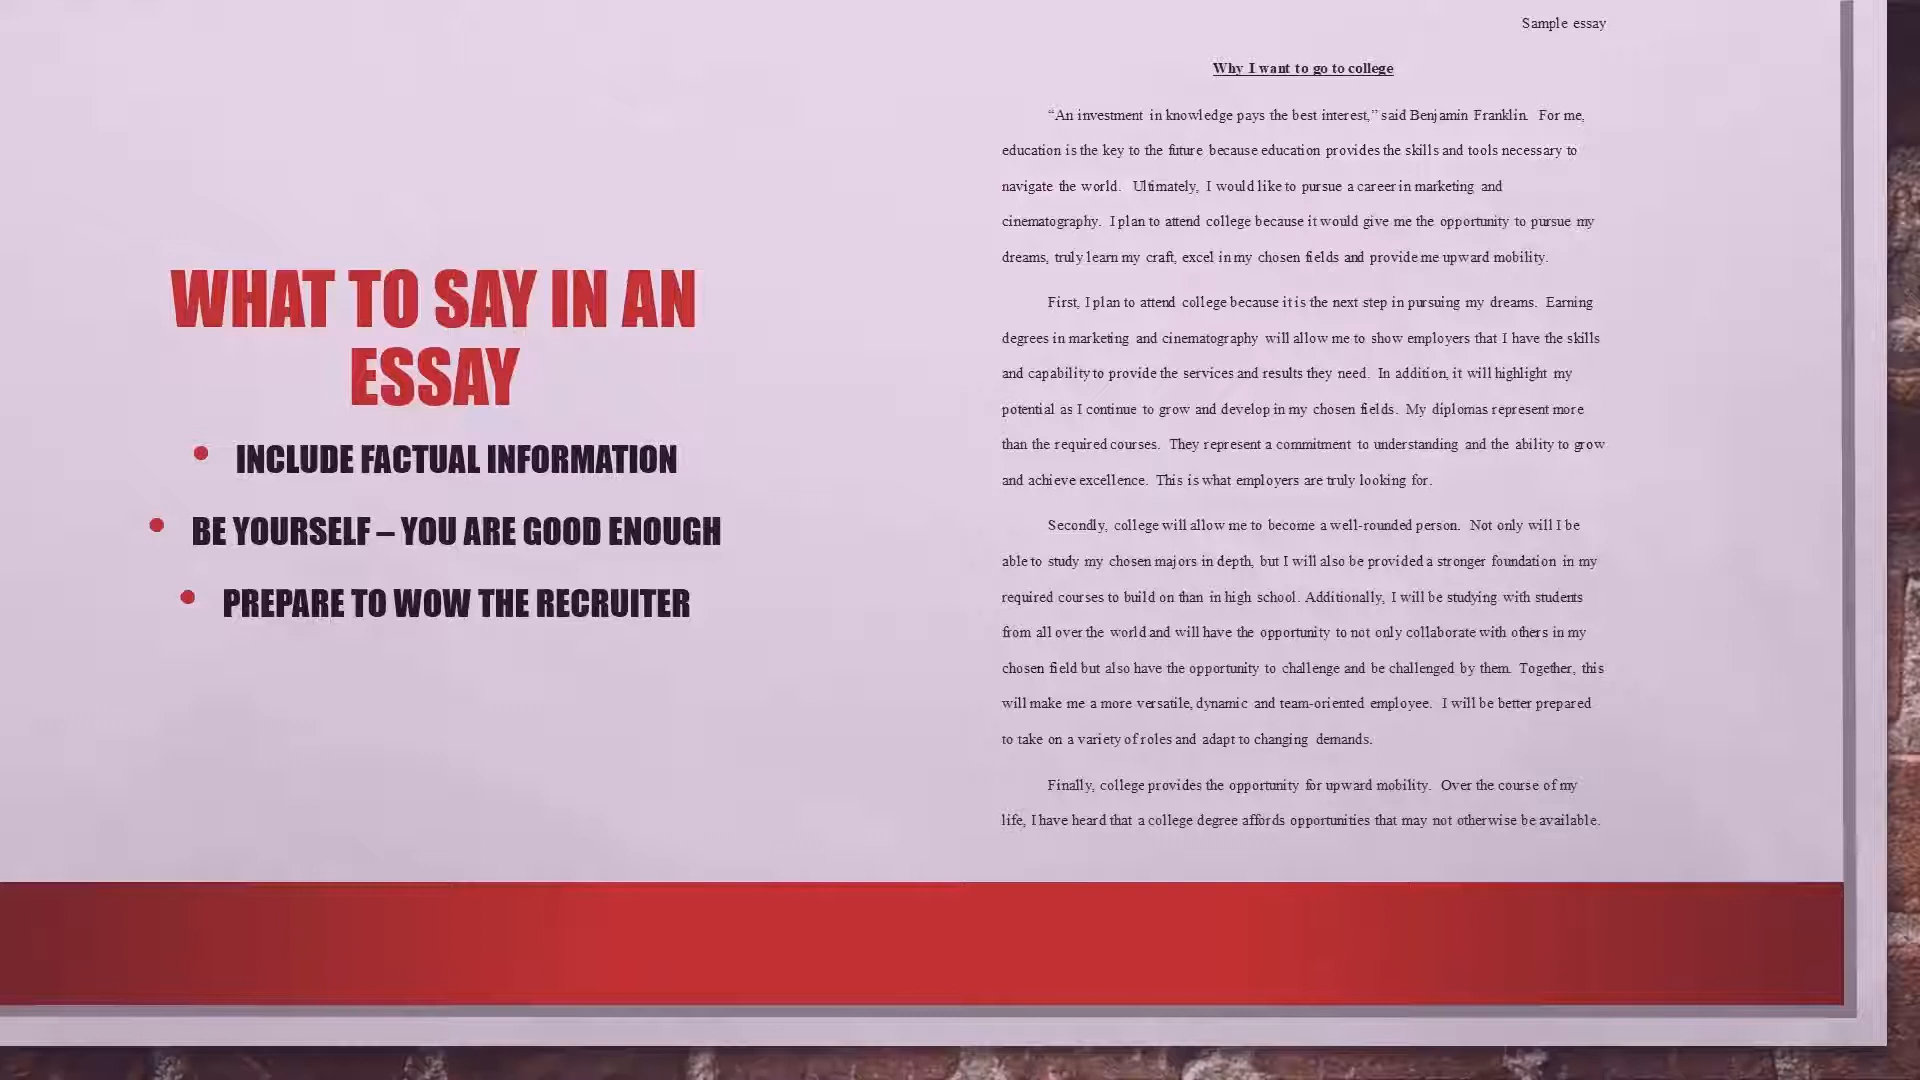 WHAT TO SAY IN AN
ESSAY
• INCLUDE FACTUAL INFORMATION
• BE YOURSELF – YOU ARE GOOD ENOUGH
• PREPARE TO WOW THE RECRUITER
Sample essay
Why I want to go to college
“An investment in knowledge pays the best interest,” said Benjamin Franklin. For me,
education is the key to the future because education provides the skills and tools necessary to
navigate the world. Ultimately, I would like to pursue a career in marketing and
cinematography. I plan to attend college because it would give me the opportunity to pursue my
dreams, truly learn my craft, excel in my chosen fields and provide me upward mobility.
First, I plan to attend college because it is the next step in pursuing my dreams. Earning
degrees in marketing and cinematography will allow me to show employers that I have the skills
and capability to provide the services and results they need. In addition, it will highlight my
potential as I continue to grow and develop in my chosen fields. My diplomas represent more
than the required courses. They represent a commitment to understanding and the ability to grow
and achieve excellence. This is what employers are truly looking for.
Secondly, college will allow me to become a well-rounded person. Not only will I be
able to study my chosen majors in depth, but I will also be provided a stronger foundation in my
required courses to build on than in high school. Additionally, I will be studying with students
from all over the world and will have the opportunity to not only collaborate with others in my
chosen field but also have the opportunity to challenge and be challenged by them. Together, this
will make me a more versatile, dynamic and team-oriented employee. I will be better prepared
to take on a variety of roles and adapt to changing demands.
Finally, college provides the opportunity for upward mobility. Over the course of my
life, I have heard that a college degree affords opportunities that may not otherwise be available.